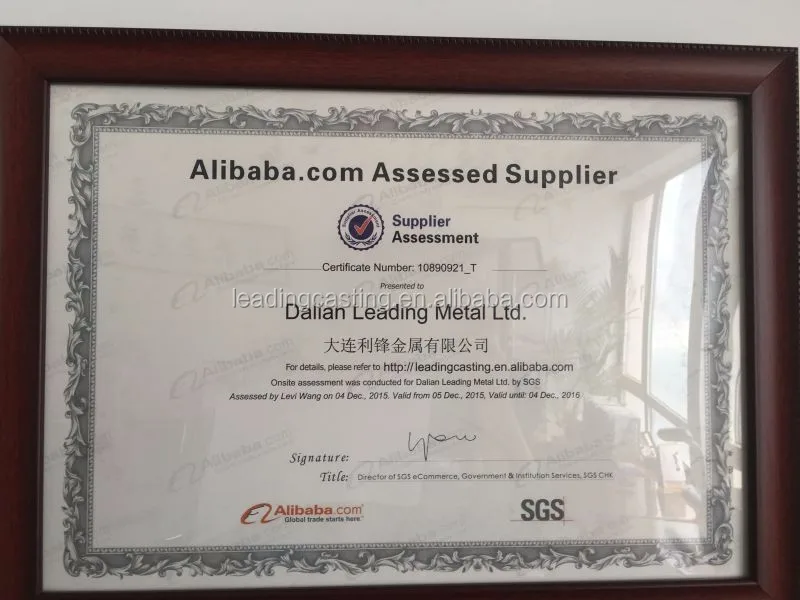 Alibaba.com Assessed Supplier
Supplier Assessment
Supplier
Assessment
Certificate Number: 10890921_T
Presented to
leadingcasting.en.alibaba.com
Dalian Leading Metal Ltd.
大连利锋金属有限公司
For details, please refer to http://leadingcasting.en.alibaba.com
Onsite assessment was conducted for Dalian Leading Metal Ltd. by SGS
Assessed by Levi Wang on 04 Dec., 2015. Valid from 05 Dec., 2015, Valid until: 04 Dec., 2016
Signature:
Title: Director of SGS eCommerce, Government & Institution Services, SGS CHK
Alibaba.com®
Global trade starts here.™
SGS